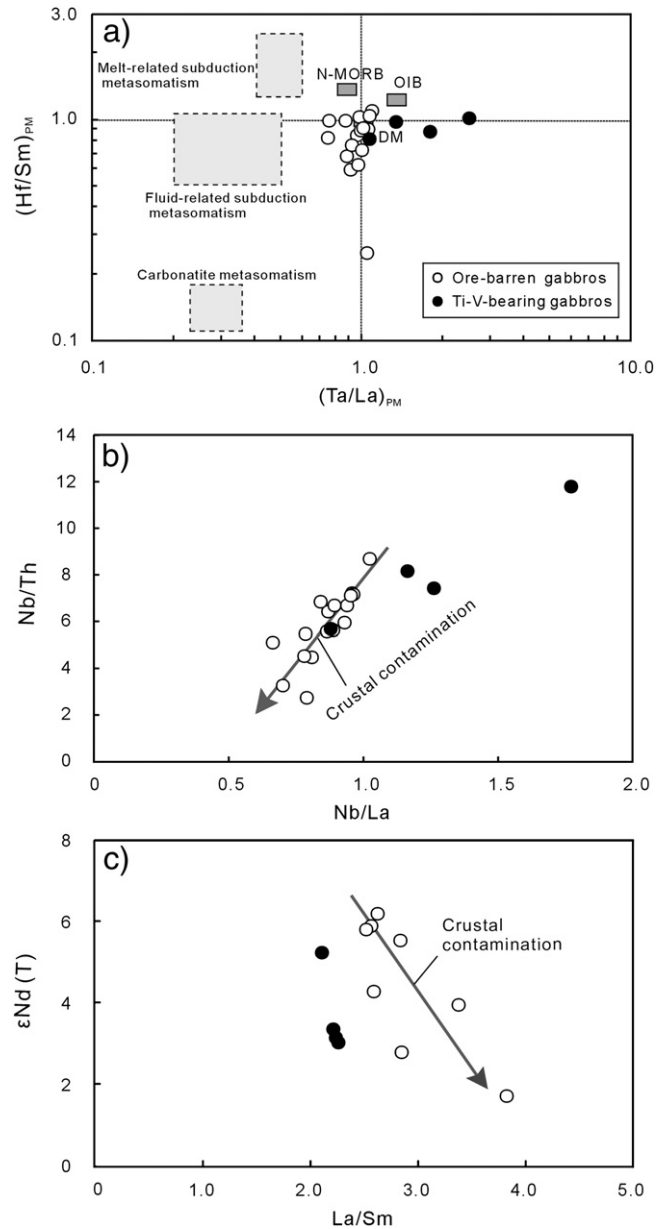 a)
3.0
Melt-related subduction
metasomatism
N-MORB
OIB
1.0
DM
(Hf/Sm)PM
Fluid-related subduction
metasomatism
Carbonatite metasomatism
Ore-barren gabbros
Ti-V-bearing gabbros
0.1
0.1 1.0 10.0
(Ta/La)PM
b)
14
12
10
8
6
4
2
0
Nb/Th
Crustal contamination
0 0.5 1.0 1.5 2.0
Nb/La
c)
8
6
4
2
0
εNd (T)
Crustal
contamination
0 1.0 2.0 3.0 4.0 5.0
La/Sm